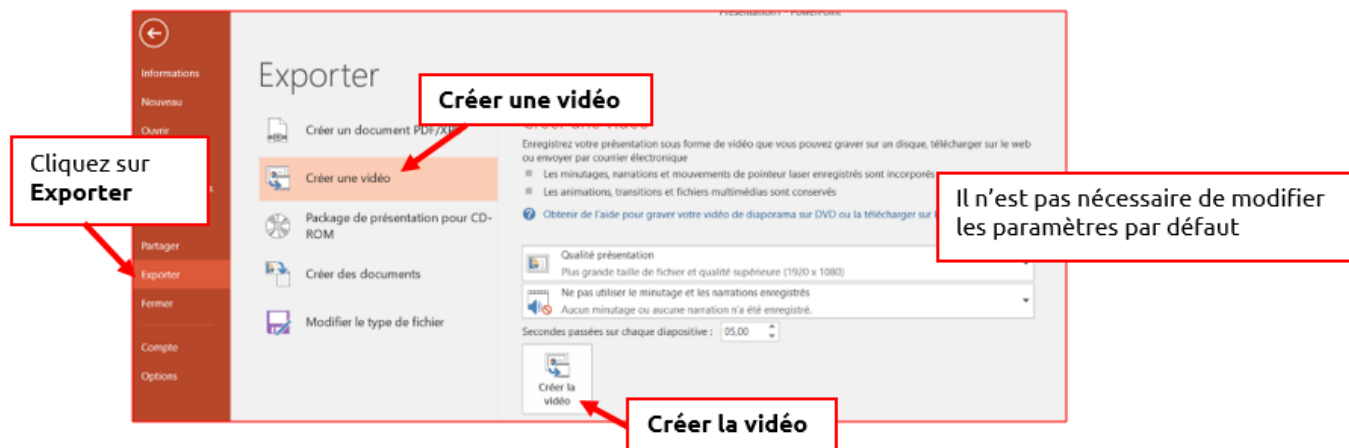 Exporter
Informations
Nouveau
Ouvrir
Partager
Exporter
Fermer
Compte
Options
Cliquez sur
Exporter
Créer une vidéo
Créer un document PDF/
Créer une vidéo
Package de présentation pour CD-
ROM
Créer des documents
Modifier le type de fichier
Enregistrez votre présentation sous forme de vidéo que vous pouvez graver sur un disque, télécharger sur le web
ou envoyer par courrier électronique
Les minutages, narrations et mouvements de pointeur laser enregistrés sont incorporés
Les animations, transitions et fichiers multimédias sont conservés
Obtenir de l'aide pour graver votre vidéo de diaporama sur DVD ou la télécharger sur
Il n’est pas nécessaire de modifier
les paramètres par défaut
Qualité présentation
Plus grande taille de fichier et qualité supérieure (1920 x 1080)
Ne pas utiliser le minutage et les narrations enregistrés
Aucun minutage ou aucune narration n'a été enregistré.
Secondes passées sur chaque diapositive : 05,00
Créer la
vidéo
Créer la vidéo